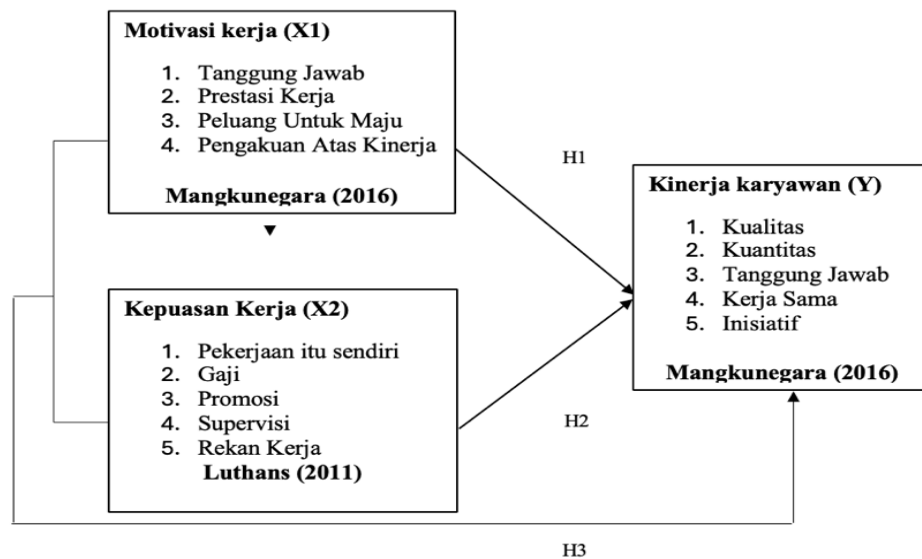 Motivasi kerja (X1)
1. Tanggung Jawab
2. Prestasi Kerja
3. Peluang Untuk Maju
4. Pengakuan Atas Kinerja
Mangkunegara (2016)
H1
Kinerja karyawan (Y)
1. Kualitas
2. Kuantitas
3. Tanggung Jawab
4. Kerja Sama
5. Inisiatif
Mangkunegara (2016)
Kepuasan Kerja (X2)
1. Pekerjaan itu sendiri
2. Gaji
3. Promosi
4. Supervisi
5. Rekan Kerja
Luthans (2011)
H2
H3